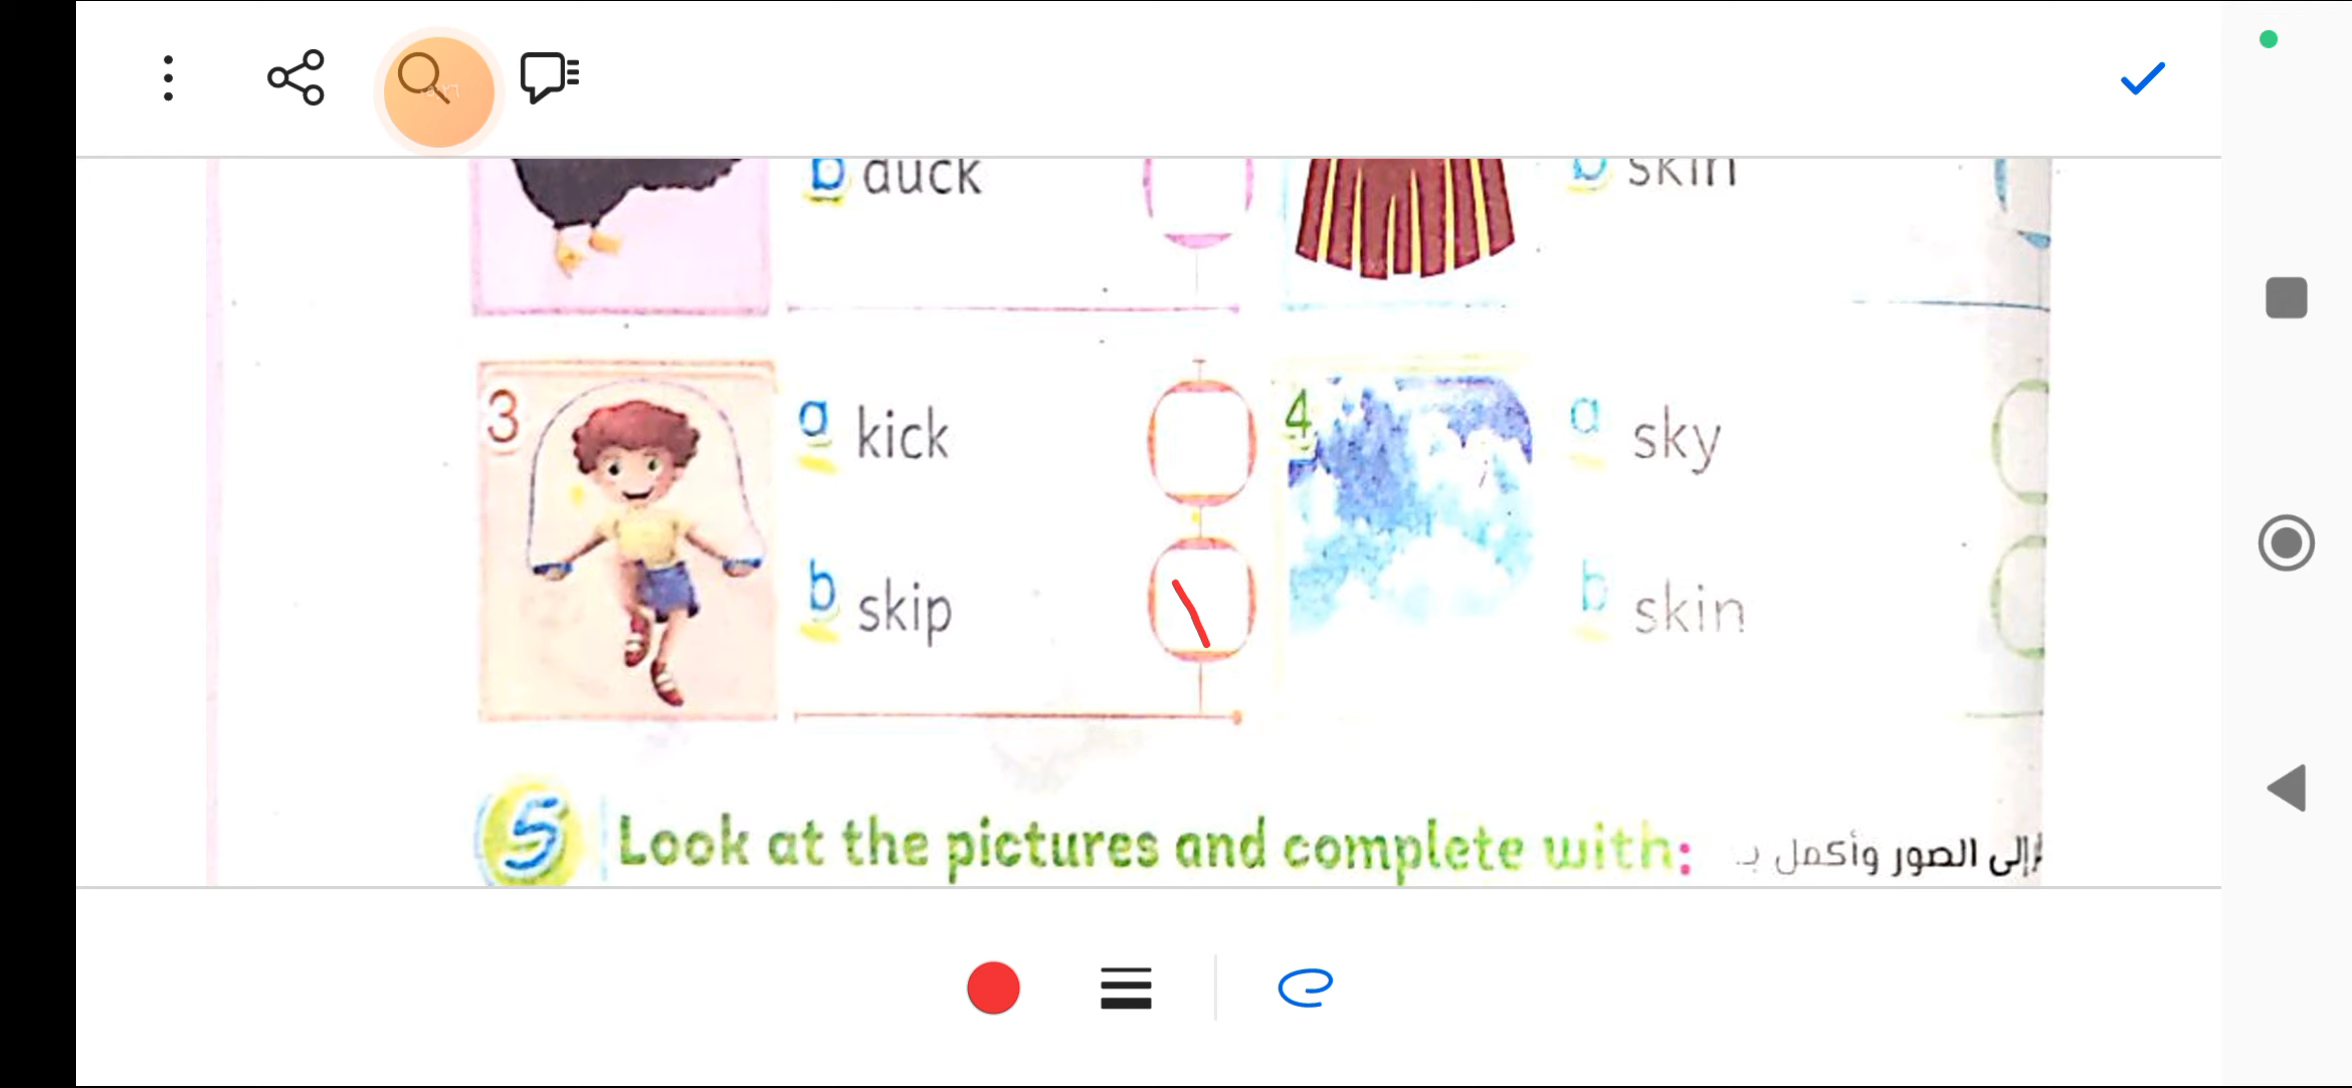 b duck
b skin
3
a kick
4
a sky
b skip
b skin
5 Look at the pictures and complete with:
إلى الصور وأكمل بـ